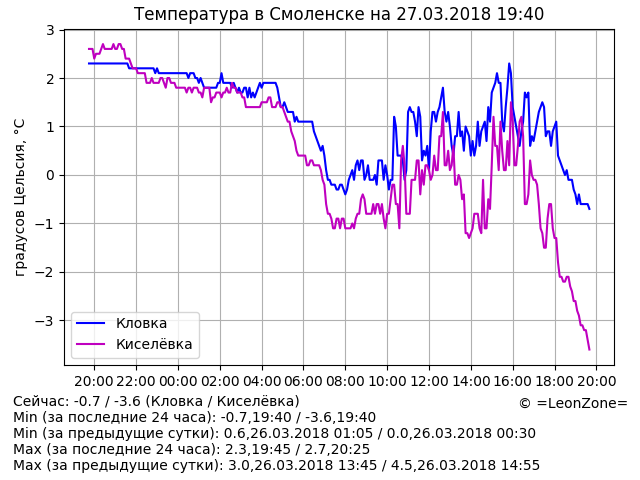 Температура в Смоленске на 27.03.2018 19:40
градусов Цельсия, °C
3
2
1
0
−1
−2
−3
Кловка
Киселёвка
20:00 22:00 00:00 02:00 04:00 06:00 08:00 10:00 12:00 14:00 16:00 18:00 20:00
Сейчас: -0.7 / -3.6 (Кловка / Киселёвка)
© =LeonZone=
Min (за последние 24 часа): -0.7,19:40 / -3.6,19:40
Min (за предыдущие сутки): 0.6,26.03.2018 01:05 / 0.0,26.03.2018 00:30
Max (за последние 24 часа): 2.3,19:45 / 2.7,20:25
Max (за предыдущие сутки): 3.0,26.03.2018 13:45 / 4.5,26.03.2018 14:55